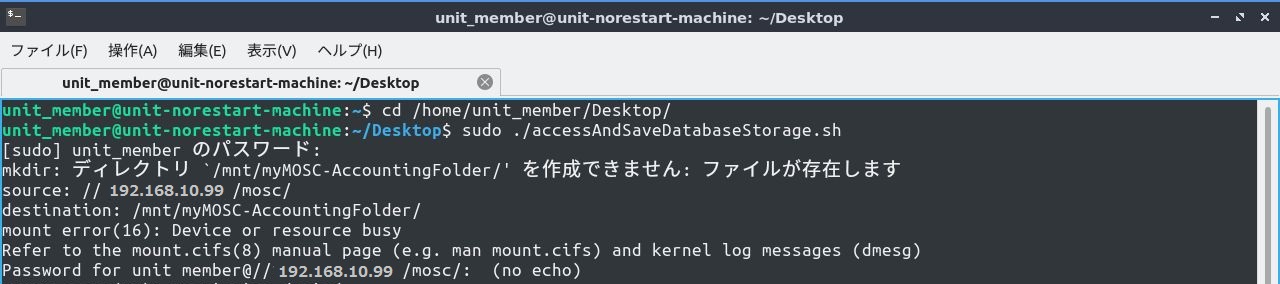 unit_member@unit-norestart-machine: ~/Desktop
ファイル(F) 操作(A) 編集(E) 表示(V) ヘルプ(H)
unit_member@unit-norestart-machine: ~/Desktop
unit_member@unit-norestart-machine:~$ cd /home/unit_member/Desktop/
unit_member@unit-norestart-machine:~/Desktop$ sudo ./accessAndSaveDatabaseStorage.sh
[sudo] unit_member のパスワード:
mkdir: ディレクトリ `/mnt/myMOSC-AccountingFolder/' を作成できません: ファイルが存在します
source: // 192.168.10.99 /mosc/
destination: /mnt/myMOSC-AccountingFolder/
mount error(16): Device or resource busy
Refer to the mount.cifs(8) manual page (e.g. man mount.cifs) and kernel log messages (dmesg)
Password for unit member@// 192.168.10.99 /mosc/:  (no echo)